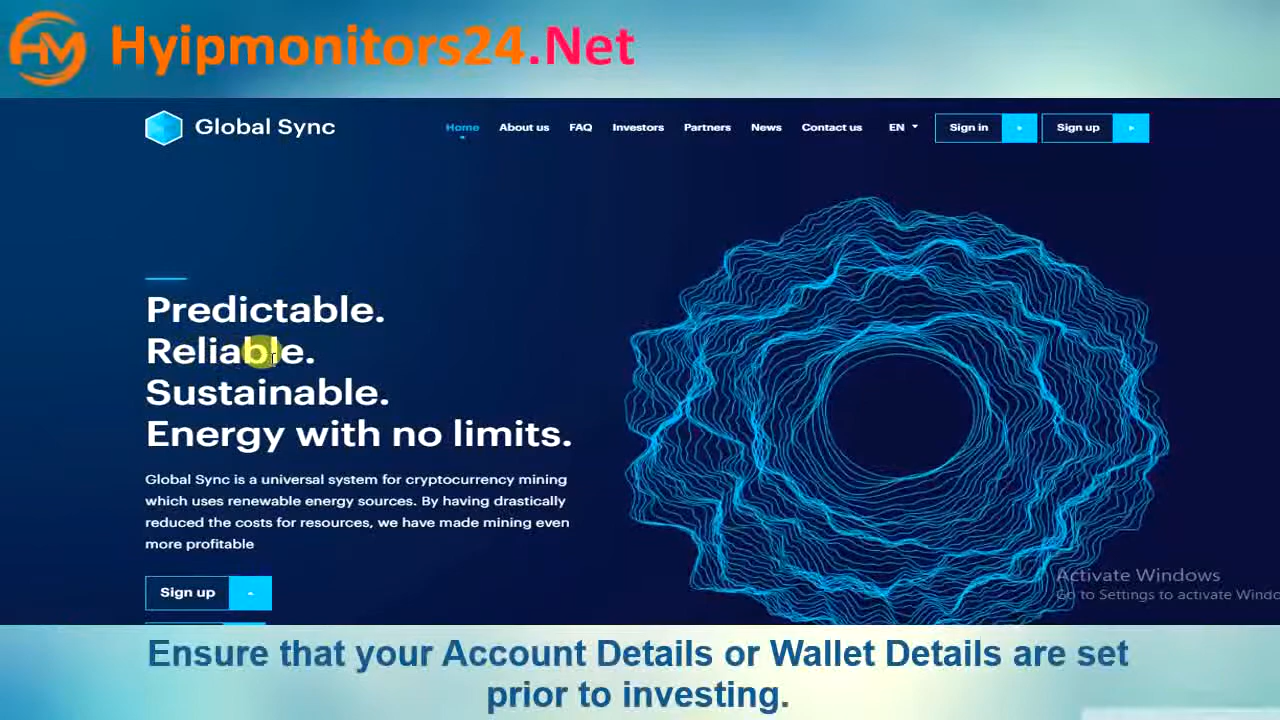 HM Hyipmonitors24.Net
Global Sync
Home About us FAQ Investors Partners News Contact us EN Sign in Sign up
Predictable.
Reliable.
Sustainable.
Energy with no limits.
Global Sync is a universal system for cryptocurrency mining
which uses renewable energy sources. By having drastically
reduced the costs for resources, we have made mining even
more profitable
Sign up
Activate Windows
Go to Settings to activate Windo
Ensure that your Account Details or Wallet Details are set
prior to investing.